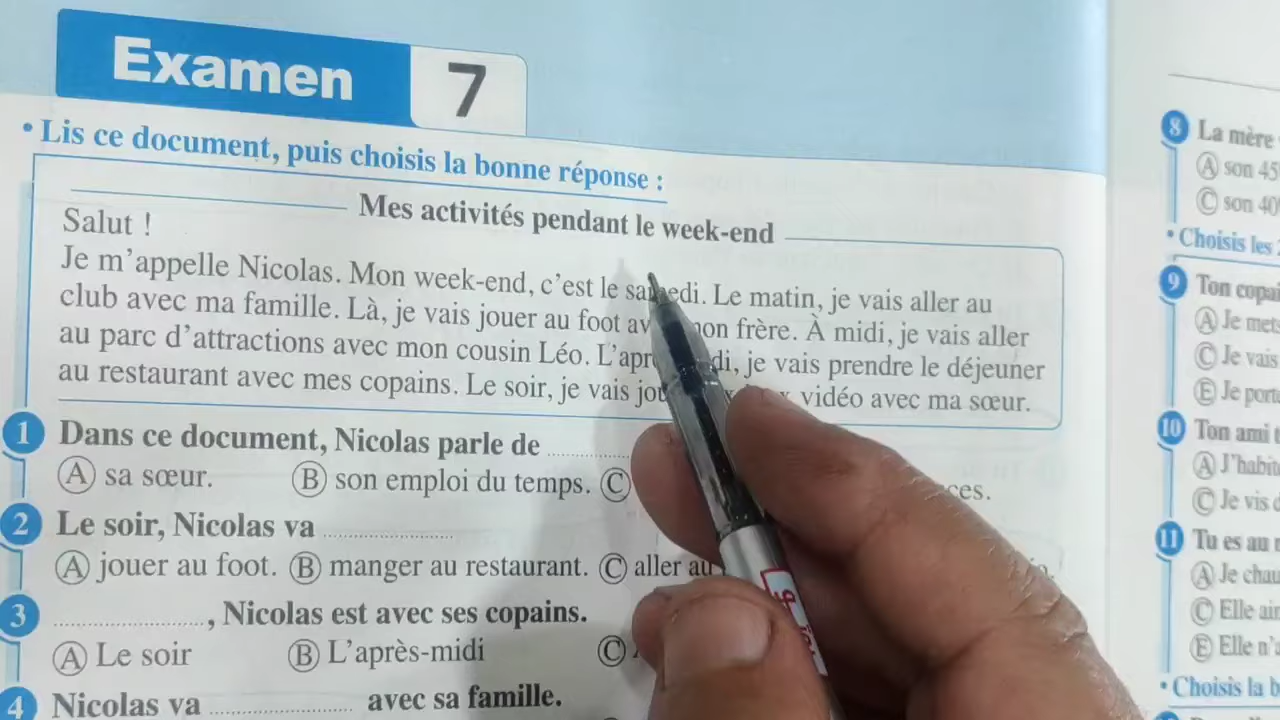 Examen 7
• Lis ce document, puis choisis la bonne réponse :
Mes activités pendant le week-end
Salut !
Je m'appelle Nicolas. Mon week-end, c'est le samedi. Le matin, je vais aller au
club avec ma famille. Là, je vais jouer au foot mon frère. À midi, je vais aller
au parc d'attractions avec mon cousin Léo. je vais prendre le déjeuner
au restaurant avec mes copains. Le soir, je vais vidéo avec ma sœur.
1 Dans ce document, Nicolas parle de ..............
A sa sœur. B son emploi du temps. C
2 Le soir, Nicolas va ......................
A jouer au foot. B manger au restaurant. C aller au
3 ........................., Nicolas est avec ses copains.
A Le soir B L'après-midi C
4 Nicolas va ........................ avec sa famille.
8 La mère
A son 45
C son 40
• Choisis les
9 Ton copai
A Je met
C Je vais
E Je port
10 Ton ami
A J'habit
C Je vis
11 Tu es au
A Je chau
C Elle ai
E Elle n'
• Choisis la b